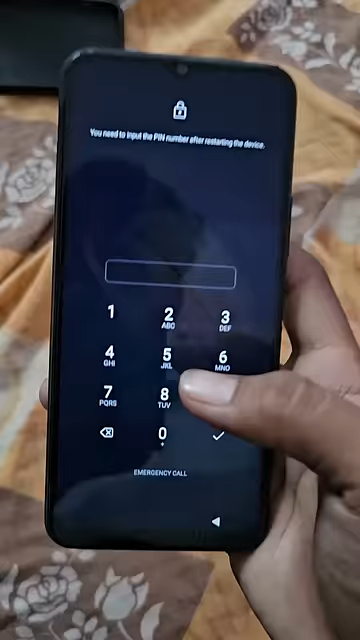 You need to input the PIN number after restarting the device.
1 2 3
ABC DEF
4 5 6
GHI JKL MNO
7 8
PQRS TUV
0
+
EMERGENCY CALL